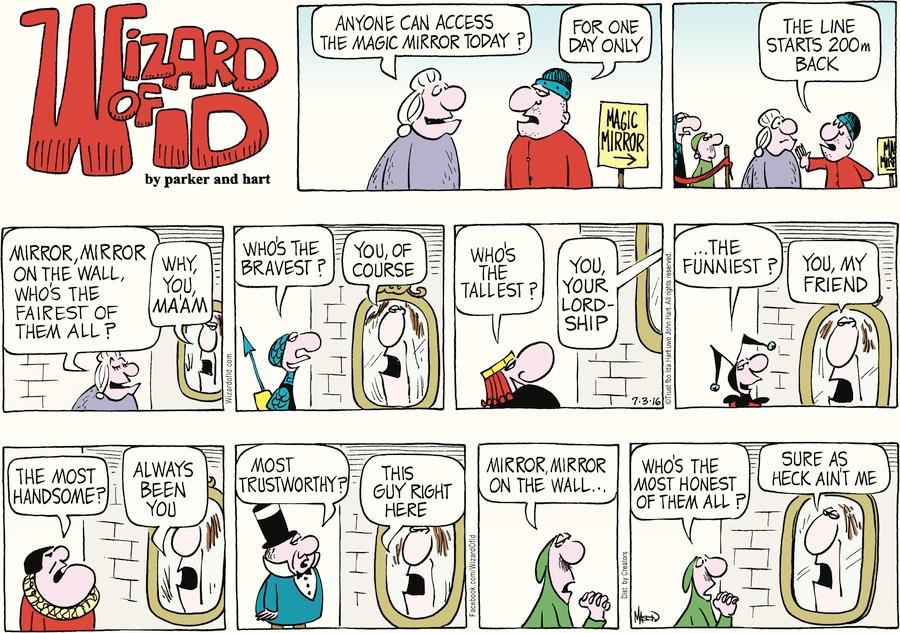 WIZARD
OF
ID
by parker and hart
ANYONE CAN ACCESS
THE MAGIC MIRROR TODAY ?
FOR ONE
DAY ONLY
MAGIC
MIRROR
THE LINE
STARTS 200m
BACK
MIRROR, MIRROR
ON THE WALL,
WHO'S THE
FAIREST OF
THEM ALL ?
WHY,
YOU,
MA'AM
WizardofId.com
WHO'S THE
BRAVEST ?
YOU, OF
COURSE
WHO'S
THE
TALLEST ?
YOU,
YOUR
LORD-
SHIP
7-3-16
©Trust fbo Ida Hart uwo John Hart. All rights reserved.
...THE
FUNNIEST ?
YOU, MY
FRIEND
THE MOST
HANDSOME?
ALWAYS
BEEN
YOU
MOST
TRUSTWORTHY?
THIS
GUY RIGHT
HERE
Facebook.com/WizardOfId
MIRROR, MIRROR
ON THE WALL...
Dist. by Creators
WHO'S THE
MOST HONEST
OF THEM ALL ?
SURE AS
HECK AIN'T ME